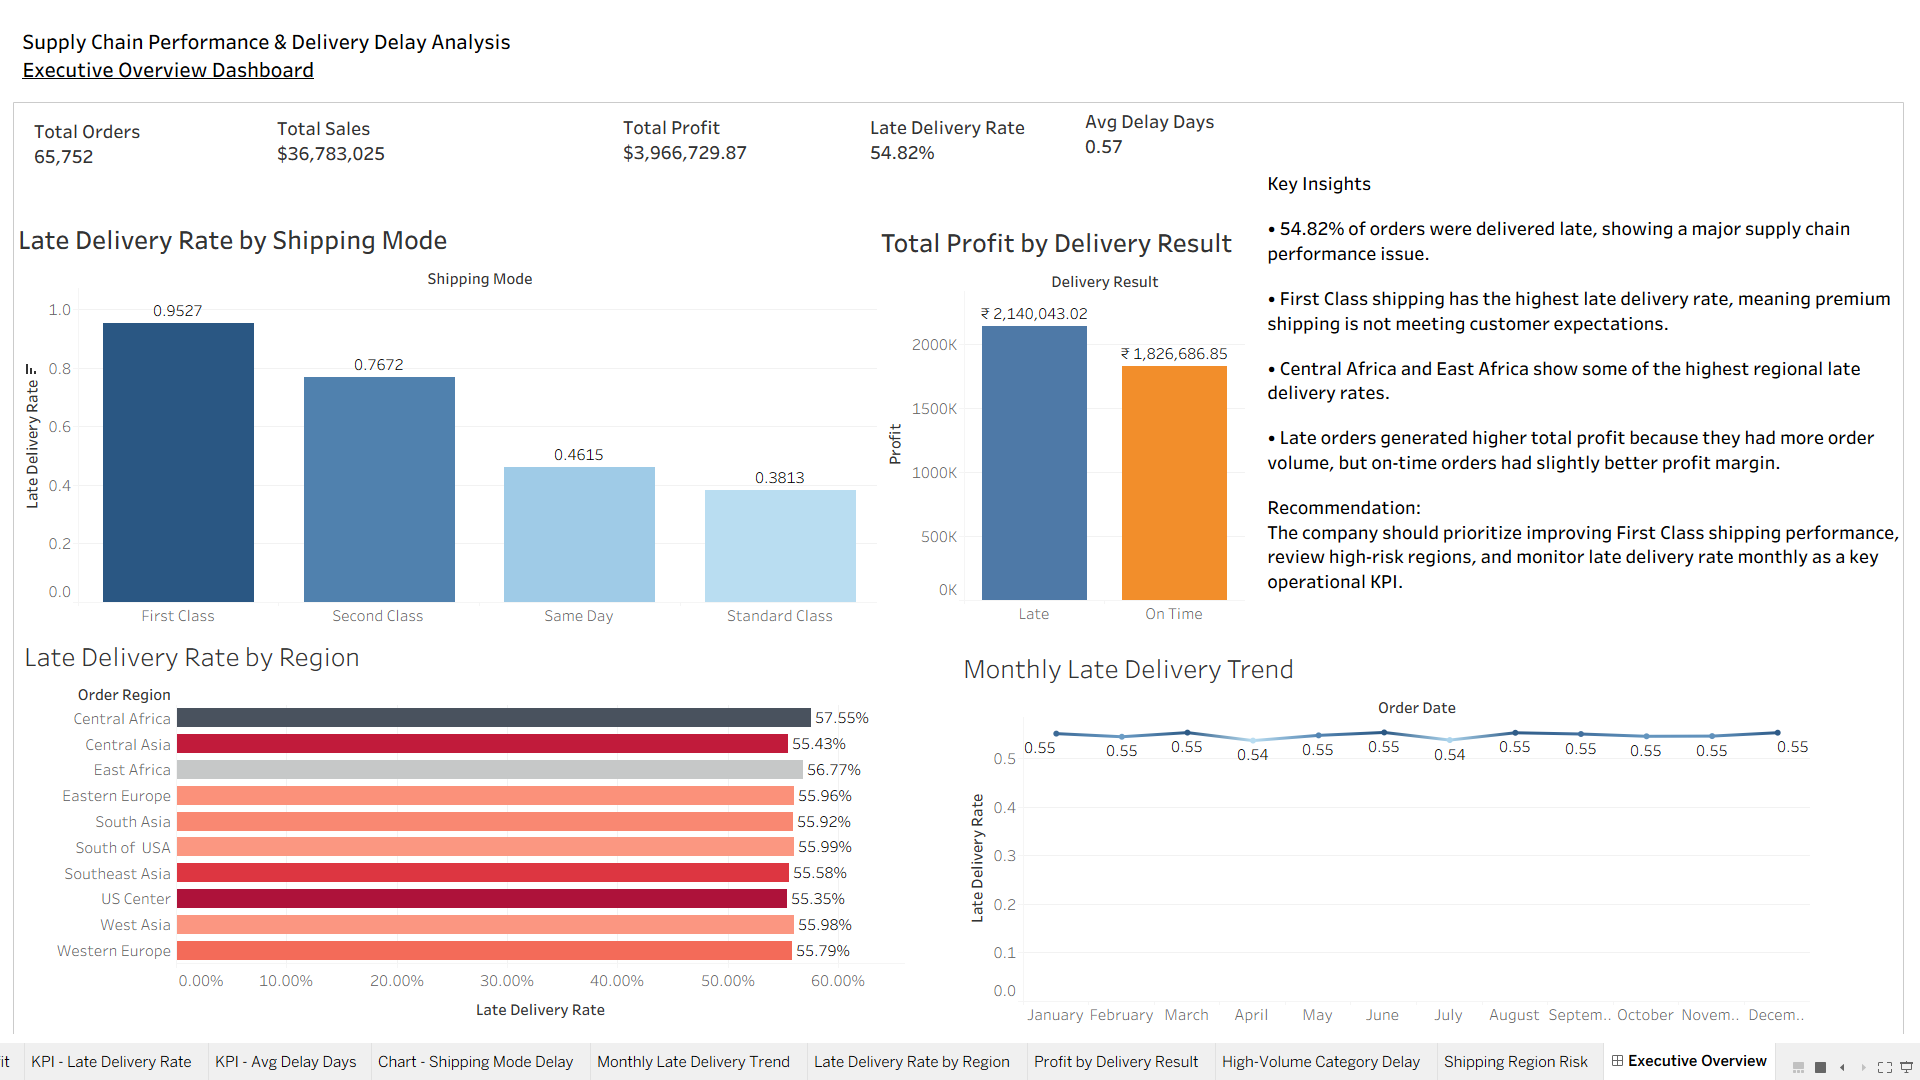 Supply Chain Performance & Delivery Delay Analysis
Executive Overview Dashboard
Total Orders
65,752
Total Sales
$36,783,025
Total Profit
$3,966,729.87
Late Delivery Rate
54.82%
Avg Delay Days
0.57
Late Delivery Rate by Shipping Mode
Shipping Mode
Late Delivery Rate
1.0
0.8
0.6
0.4
0.2
0.0
0.9527
0.7672
0.4615
0.3813
First Class
Second Class
Same Day
Standard Class
Total Profit by Delivery Result
Delivery Result
Profit
2000K
1500K
1000K
500K
0K
₹ 2,140,043.02
₹ 1,826,686.85
Late
On Time
Key Insights
• 54.82% of orders were delivered late, showing a major supply chain
performance issue.
• First Class shipping has the highest late delivery rate, meaning premium
shipping is not meeting customer expectations.
• Central Africa and East Africa show some of the highest regional late
delivery rates.
• Late orders generated higher total profit because they had more order
volume, but on-time orders had slightly better profit margin.
Recommendation:
The company should prioritize improving First Class shipping performance,
review high-risk regions, and monitor late delivery rate monthly as a key
operational KPI.
Late Delivery Rate by Region
Order Region
Central Africa 57.55%
Central Asia 55.43%
East Africa 56.77%
Eastern Europe 55.96%
South Asia 55.92%
South of USA 55.99%
Southeast Asia 55.58%
US Center 55.35%
West Asia 55.98%
Western Europe 55.79%
0.00% 10.00% 20.00% 30.00% 40.00% 50.00% 60.00%
Late Delivery Rate
Monthly Late Delivery Trend
Order Date
Late Delivery Rate
0.5
0.4
0.3
0.2
0.1
0.0
0.55 0.55 0.55 0.54 0.55 0.55 0.54 0.55 0.55 0.55 0.55 0.55
January February March April May June July August Septem.. October Novem.. Decem..
it KPI - Late Delivery Rate KPI - Avg Delay Days Chart - Shipping Mode Delay Monthly Late Delivery Trend Late Delivery Rate by Region Profit by Delivery Result High-Volume Category Delay Shipping Region Risk Executive Overview